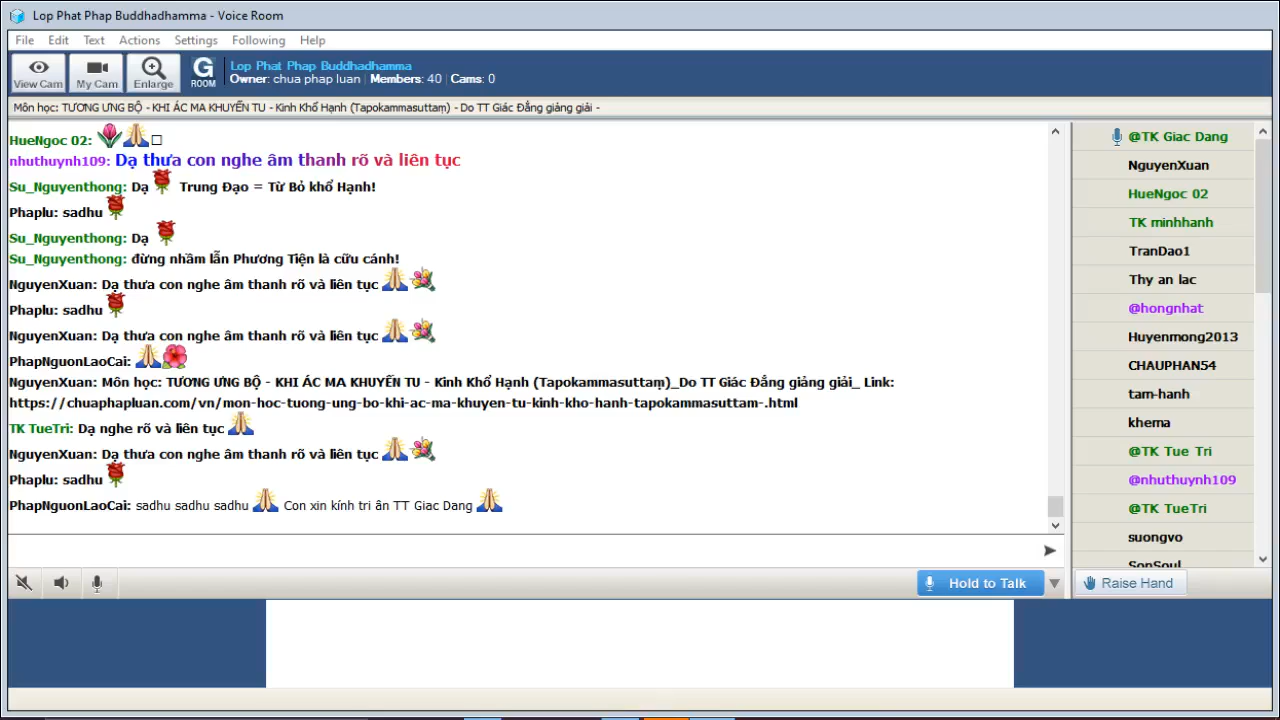 Lop Phat Phap Buddhadhamma - Voice Room
File Edit Text Actions Settings Following Help
View Cam My Cam Enlarge G ROOM
Lop Phat Phap Buddhadhamma
Owner: chua phap luan | Members: 40 | Cams: 0
Môn học: TƯƠNG ƯNG BỘ - KHI ÁC MA KHUYẾN TU - Kinh Khổ Hạnh (Tapokammasuttaṃ) - Do TT Giác Đẳng giảng giải -
HueNgoc 02:
nhuthuynh109: Dạ thưa con nghe âm thanh rõ và liên tục
Su_Nguyenthong: Dạ Trung Đạo = Từ Bỏ khổ Hạnh!
Phaplu: sadhu
Su_Nguyenthong: Dạ
Su_Nguyenthong: đừng nhầm lẫn Phương Tiện là cữu cánh!
NguyenXuan: Dạ thưa con nghe âm thanh rõ và liên tục
Phaplu: sadhu
NguyenXuan: Dạ thưa con nghe âm thanh rõ và liên tục
PhapNguonLaoCai:
NguyenXuan: Môn học: TƯƠNG ƯNG BỘ - KHI ÁC MA KHUYẾN TU - Kinh Khổ Hạnh (Tapokammasuttaṃ)_Do TT Giác Đẳng giảng giải_ Link:
https://chuaphapluan.com/vn/mon-hoc-tuong-ung-bo-khi-ac-ma-khuyen-tu-kinh-kho-hanh-tapokammasuttam-.html
TK TueTri: Dạ nghe rõ và liên tục
NguyenXuan: Dạ thưa con nghe âm thanh rõ và liên tục
Phaplu: sadhu
PhapNguonLaoCai: sadhu sadhu sadhu Con xin kính tri ân TT Giac Dang
@TK Giac Dang
NguyenXuan
HueNgoc 02
TK minhhanh
TranDao1
Thy an lac
@hongnhat
Huyenmong2013
CHAUPHAN54
tam-hanh
khema
@TK Tue Tri
@nhuthuynh109
@TK TueTri
suongvo
SonSoul
Hold to Talk
Raise Hand